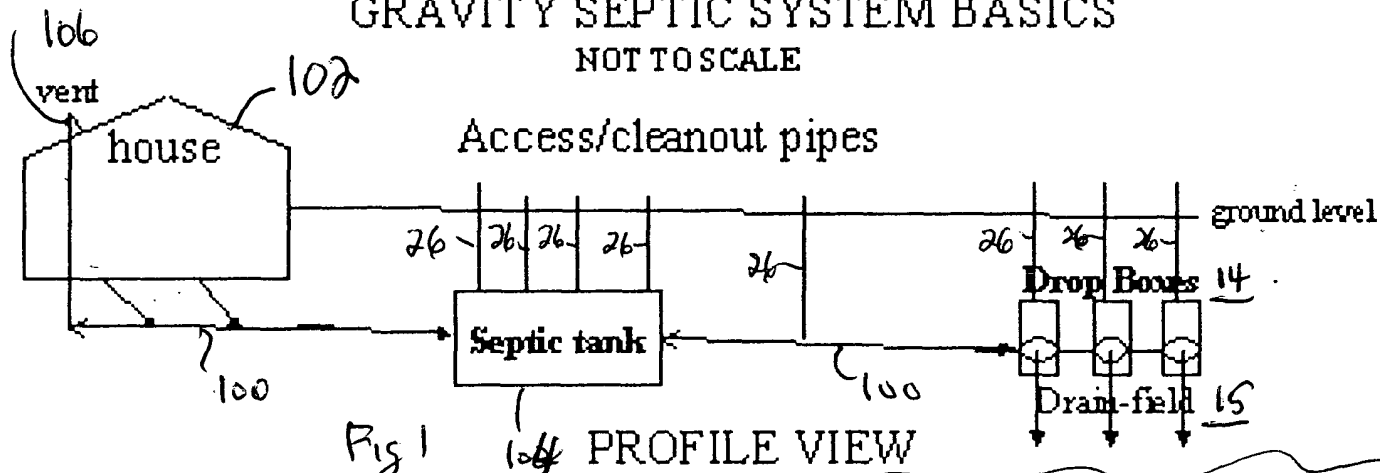 GRAVITY SEPTIC SYSTEM BASICS
NOT TO SCALE
106
vent
102
house
Access/cleanout pipes
ground level
26 26 26 26 26 26 26 26
Drop Boxes 14
Septic tank
100
100
Drain-field 15
Fig 1
104
PROFILE VIEW